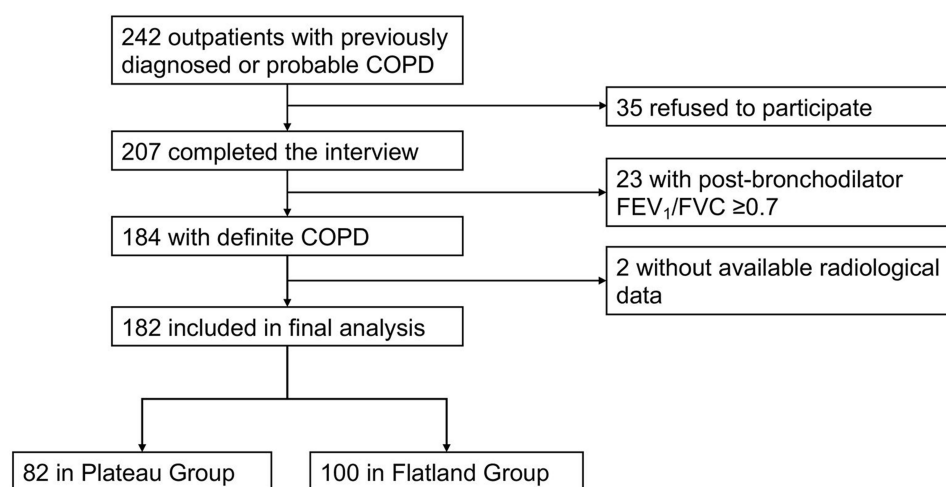 242 outpatients with previously
diagnosed or probable COPD
35 refused to participate
207 completed the interview
23 with post-bronchodilator
FEV₁/FVC ≥0.7
184 with definite COPD
2 without available radiological
data
182 included in final analysis
82 in Plateau Group
100 in Flatland Group